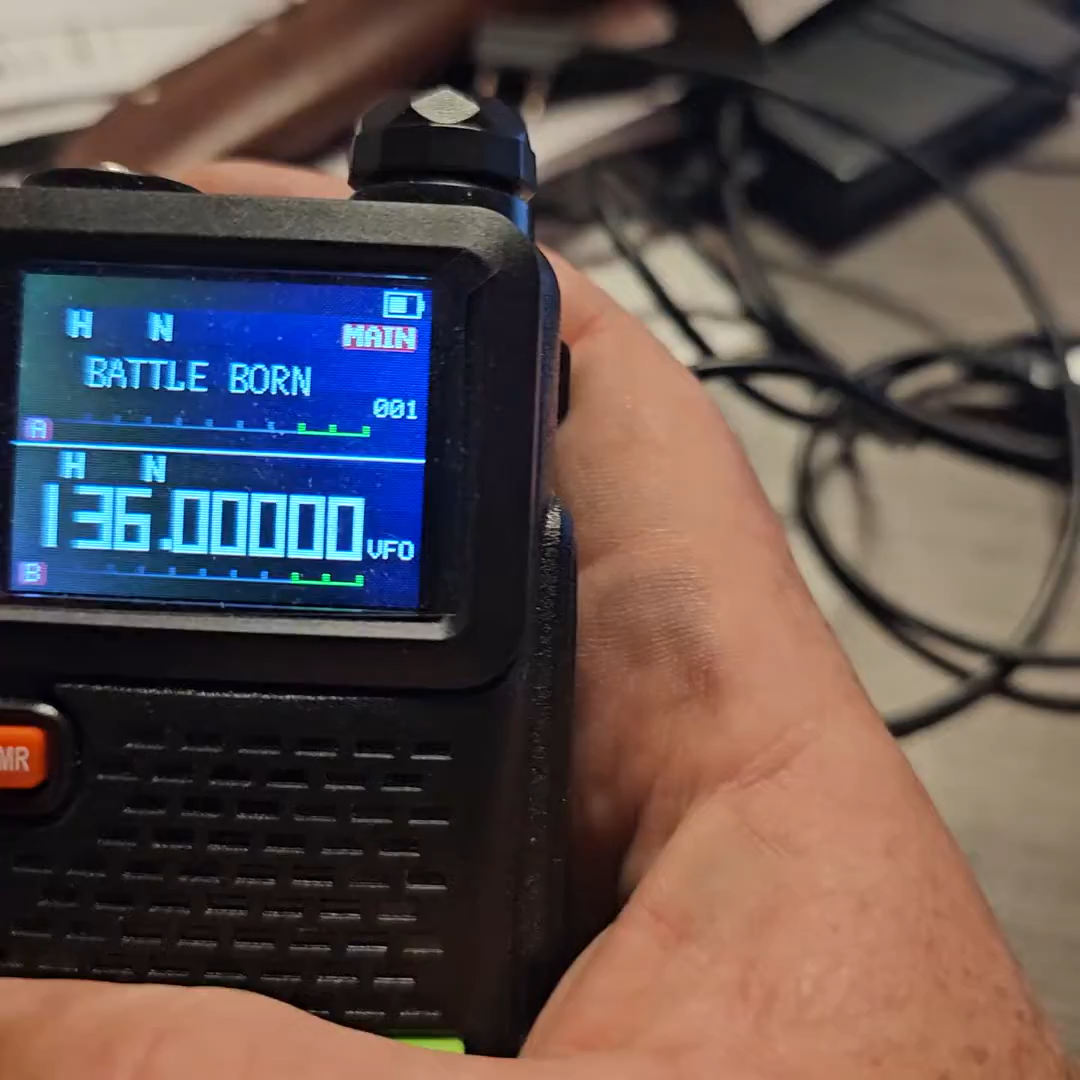 H N
MAIN
BATTLE BORN
001
A
H N
136.00000 VFO
B
MR